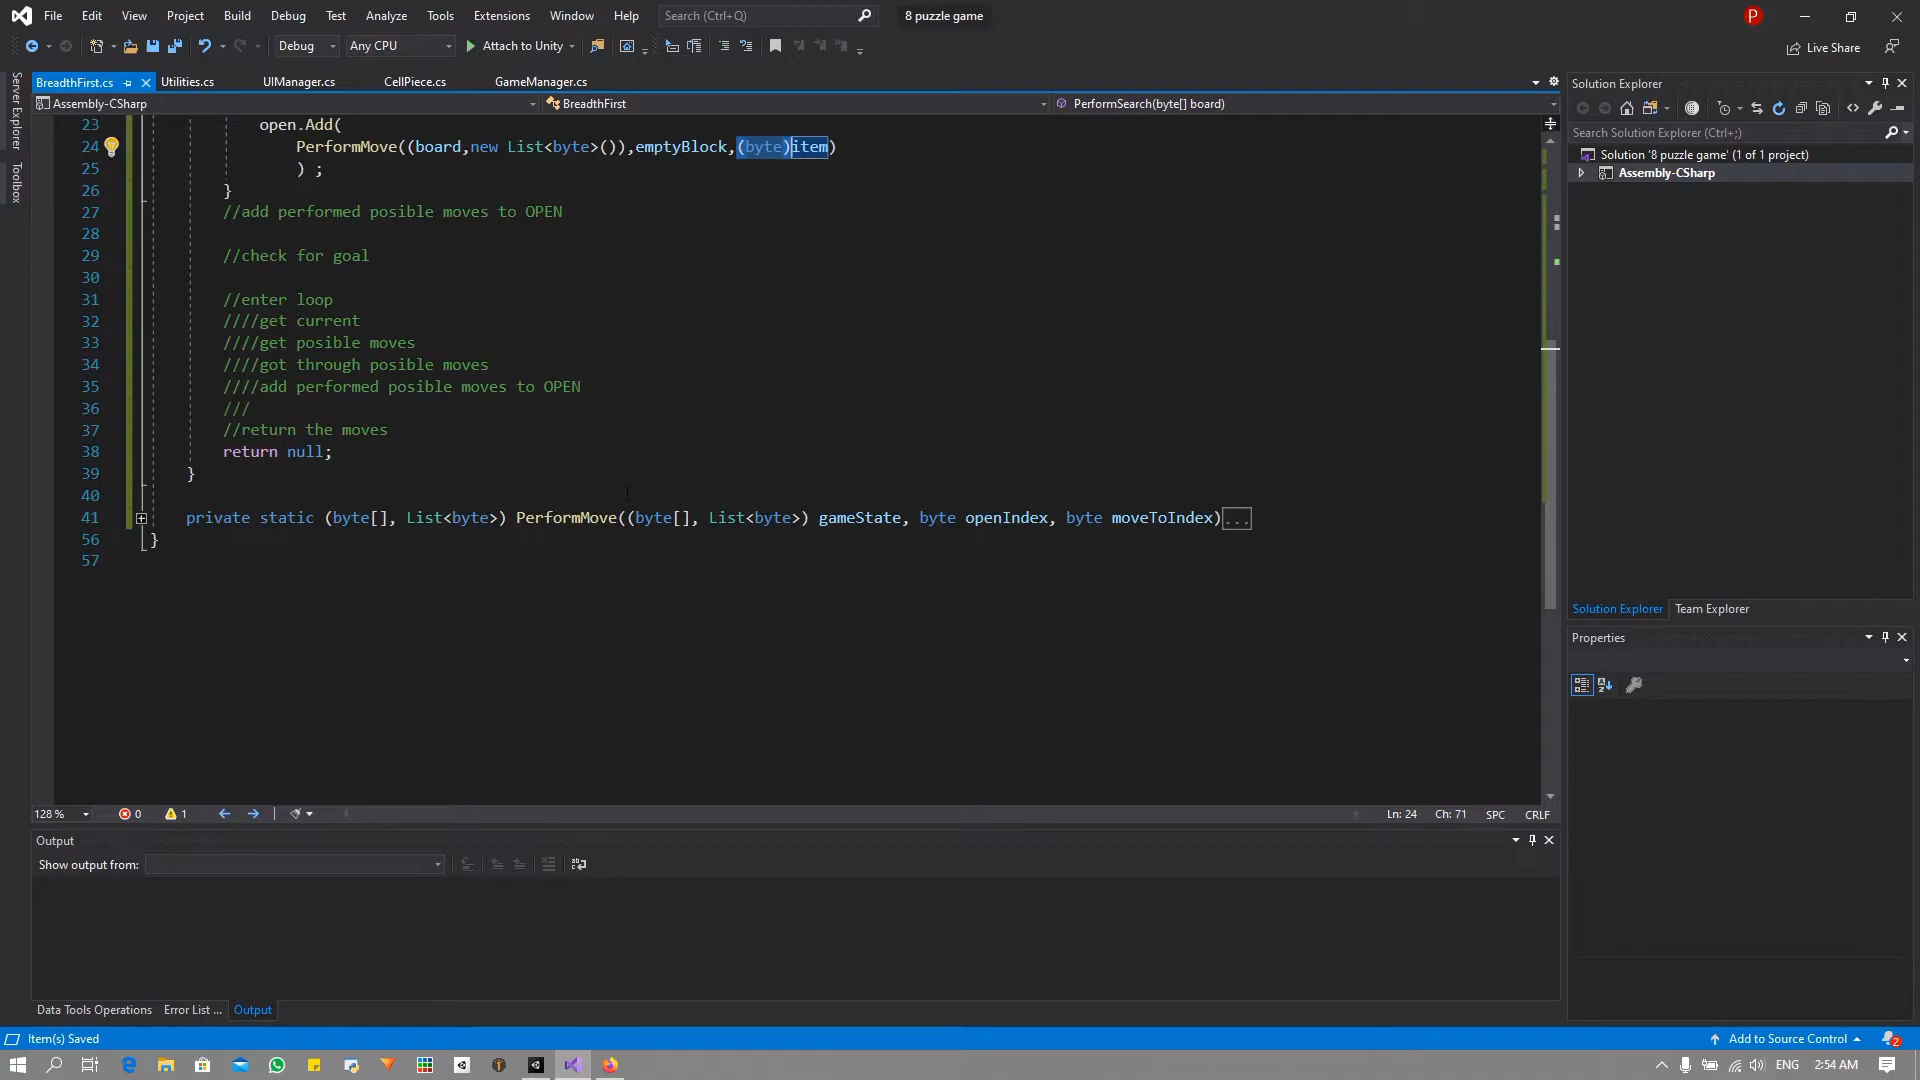 File Edit View Project Build Debug Test Analyze Tools Extensions Window Help Search (Ctrl+Q) 8 puzzle game P
Debug Any CPU Attach to Unity Live Share
Server Explorer
Toolbox
BreadthFirst.cs Utilities.cs UIManager.cs CellPiece.cs GameManager.cs
Assembly-CSharp BreadthFirst PerformSearch(byte[] board)
23 open.Add(
24 PerformMove((board,new List<byte>()),emptyBlock,(byte)item)
25 ) ;
26 }
27 //add performed posible moves to OPEN
28
29 //check for goal
30
31 //enter loop
32 ////get current
33 ////get posible moves
34 ////got through posible moves
35 ////add performed posible moves to OPEN
36 ///
37 //return the moves
38 return null;
39 }
40
41 private static (byte[], List<byte>) PerformMove((byte[], List<byte>) gameState, byte openIndex, byte moveToIndex)...
56 }
57
128 % 0 1 Ln: 24 Ch: 71 SPC CRLF
Output
Show output from:
Data Tools Operations Error List ... Output
Solution Explorer
Search Solution Explorer (Ctrl+;)
Solution '8 puzzle game' (1 of 1 project)
Assembly-CSharp
Solution Explorer Team Explorer
Properties
Item(s) Saved Add to Source Control 2
ENG 2:54 AM